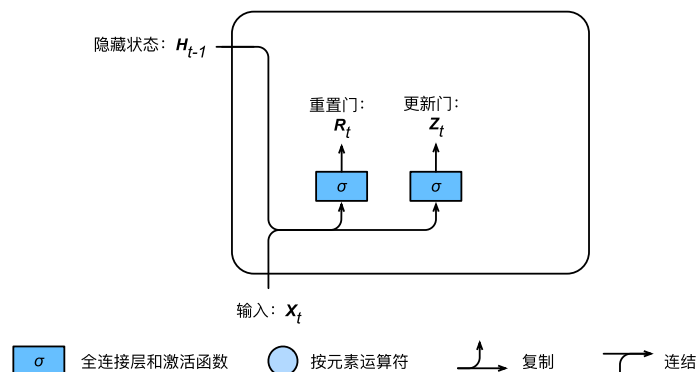 隐藏状态：H_{t-1}
重置门：
R_t
更新门：
Z_t
σ
σ
输入：X_t
σ 全连接层和激活函数 按元素运算符 复制 连结